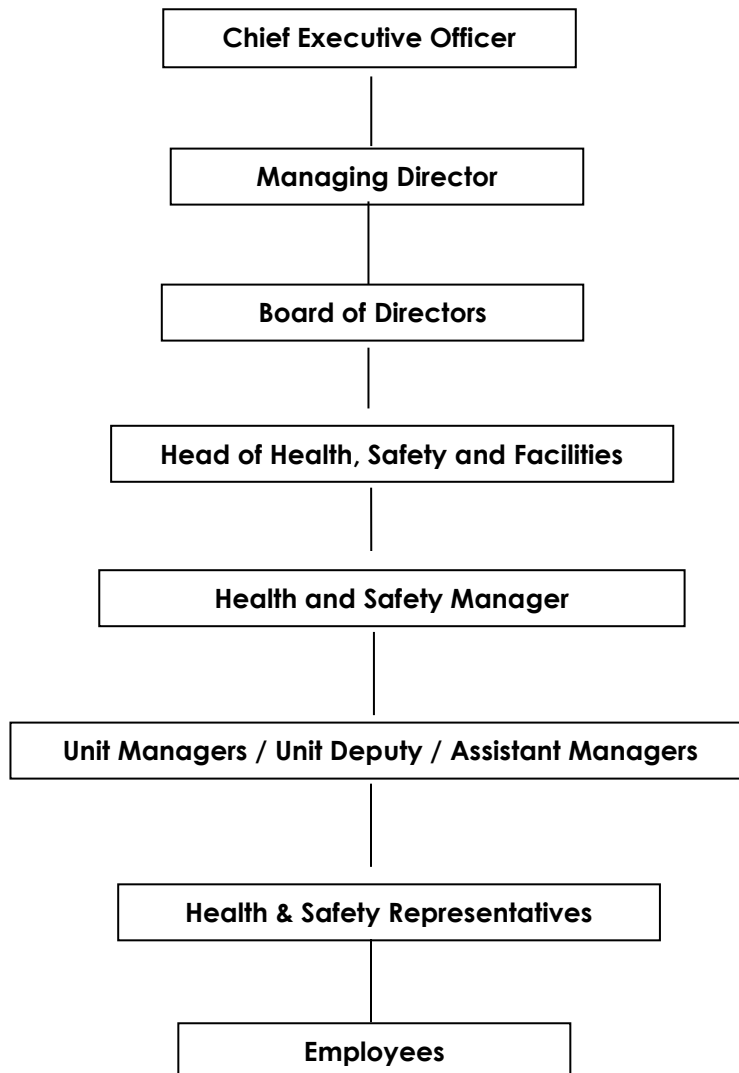 Chief Executive Officer
Managing Director
Board of Directors
Head of Health, Safety and Facilities
Health and Safety Manager
Unit Managers / Unit Deputy / Assistant Managers
Health & Safety Representatives
Employees